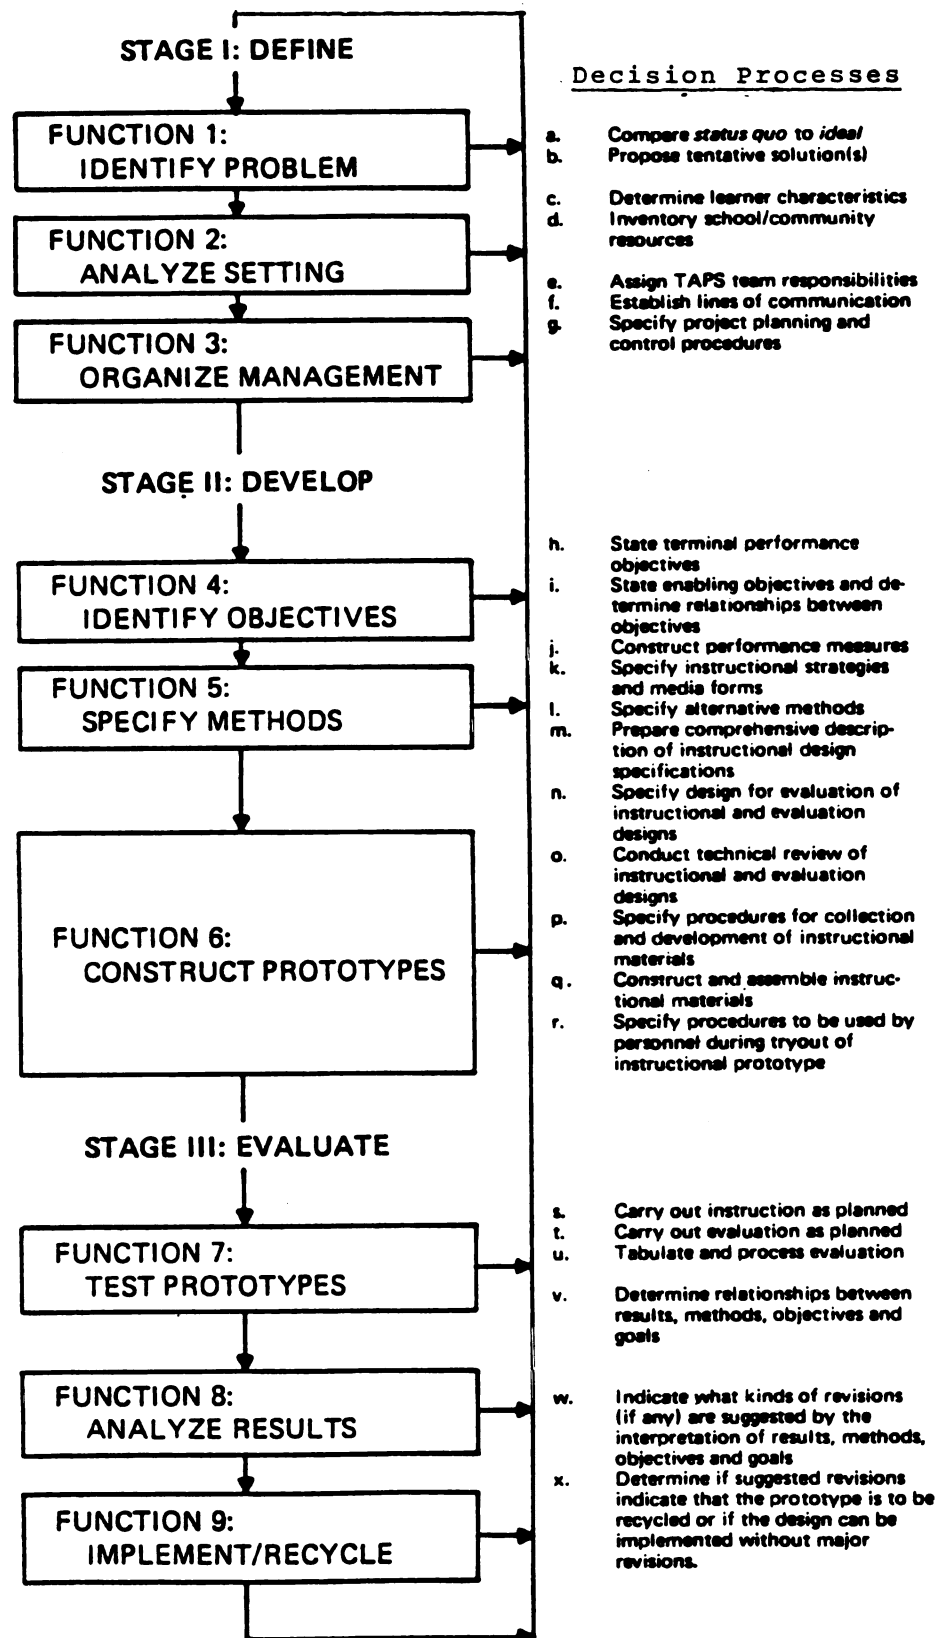 STAGE I: DEFINE
FUNCTION 1:
IDENTIFY PROBLEM
FUNCTION 2:
ANALYZE SETTING
FUNCTION 3:
ORGANIZE MANAGEMENT
STAGE II: DEVELOP
FUNCTION 4:
IDENTIFY OBJECTIVES
FUNCTION 5:
SPECIFY METHODS
FUNCTION 6:
CONSTRUCT PROTOTYPES
STAGE III: EVALUATE
FUNCTION 7:
TEST PROTOTYPES
FUNCTION 8:
ANALYZE RESULTS
FUNCTION 9:
IMPLEMENT/RECYCLE
Decision Processes
a. Compare status quo to ideal
b. Propose tentative solution(s)
c. Determine learner characteristics
d. Inventory school/community
resources
e. Assign TAPS team responsibilities
f. Establish lines of communication
g. Specify project planning and
control procedures
h. State terminal performance
objectives
i. State enabling objectives and de-
termine relationships between
objectives
j. Construct performance measures
k. Specify instructional strategies
and media forms
l. Specify alternative methods
m. Prepare comprehensive descrip-
tion of instructional design
specifications
n. Specify design for evaluation of
instructional and evaluation
designs
o. Conduct technical review of
instructional and evaluation
designs
p. Specify procedures for collection
and development of instructional
materials
q. Construct and assemble instruc-
tional materials
r. Specify procedures to be used by
personnel during tryout of
instructional prototype
s. Carry out instruction as planned
t. Carry out evaluation as planned
u. Tabulate and process evaluation
v. Determine relationships between
results, methods, objectives and
goals
w. Indicate what kinds of revisions
(if any) are suggested by the
interpretation of results, methods,
objectives and goals
x. Determine if suggested revisions
indicate that the prototype is to be
recycled or if the design can be
implemented without major
revisions.